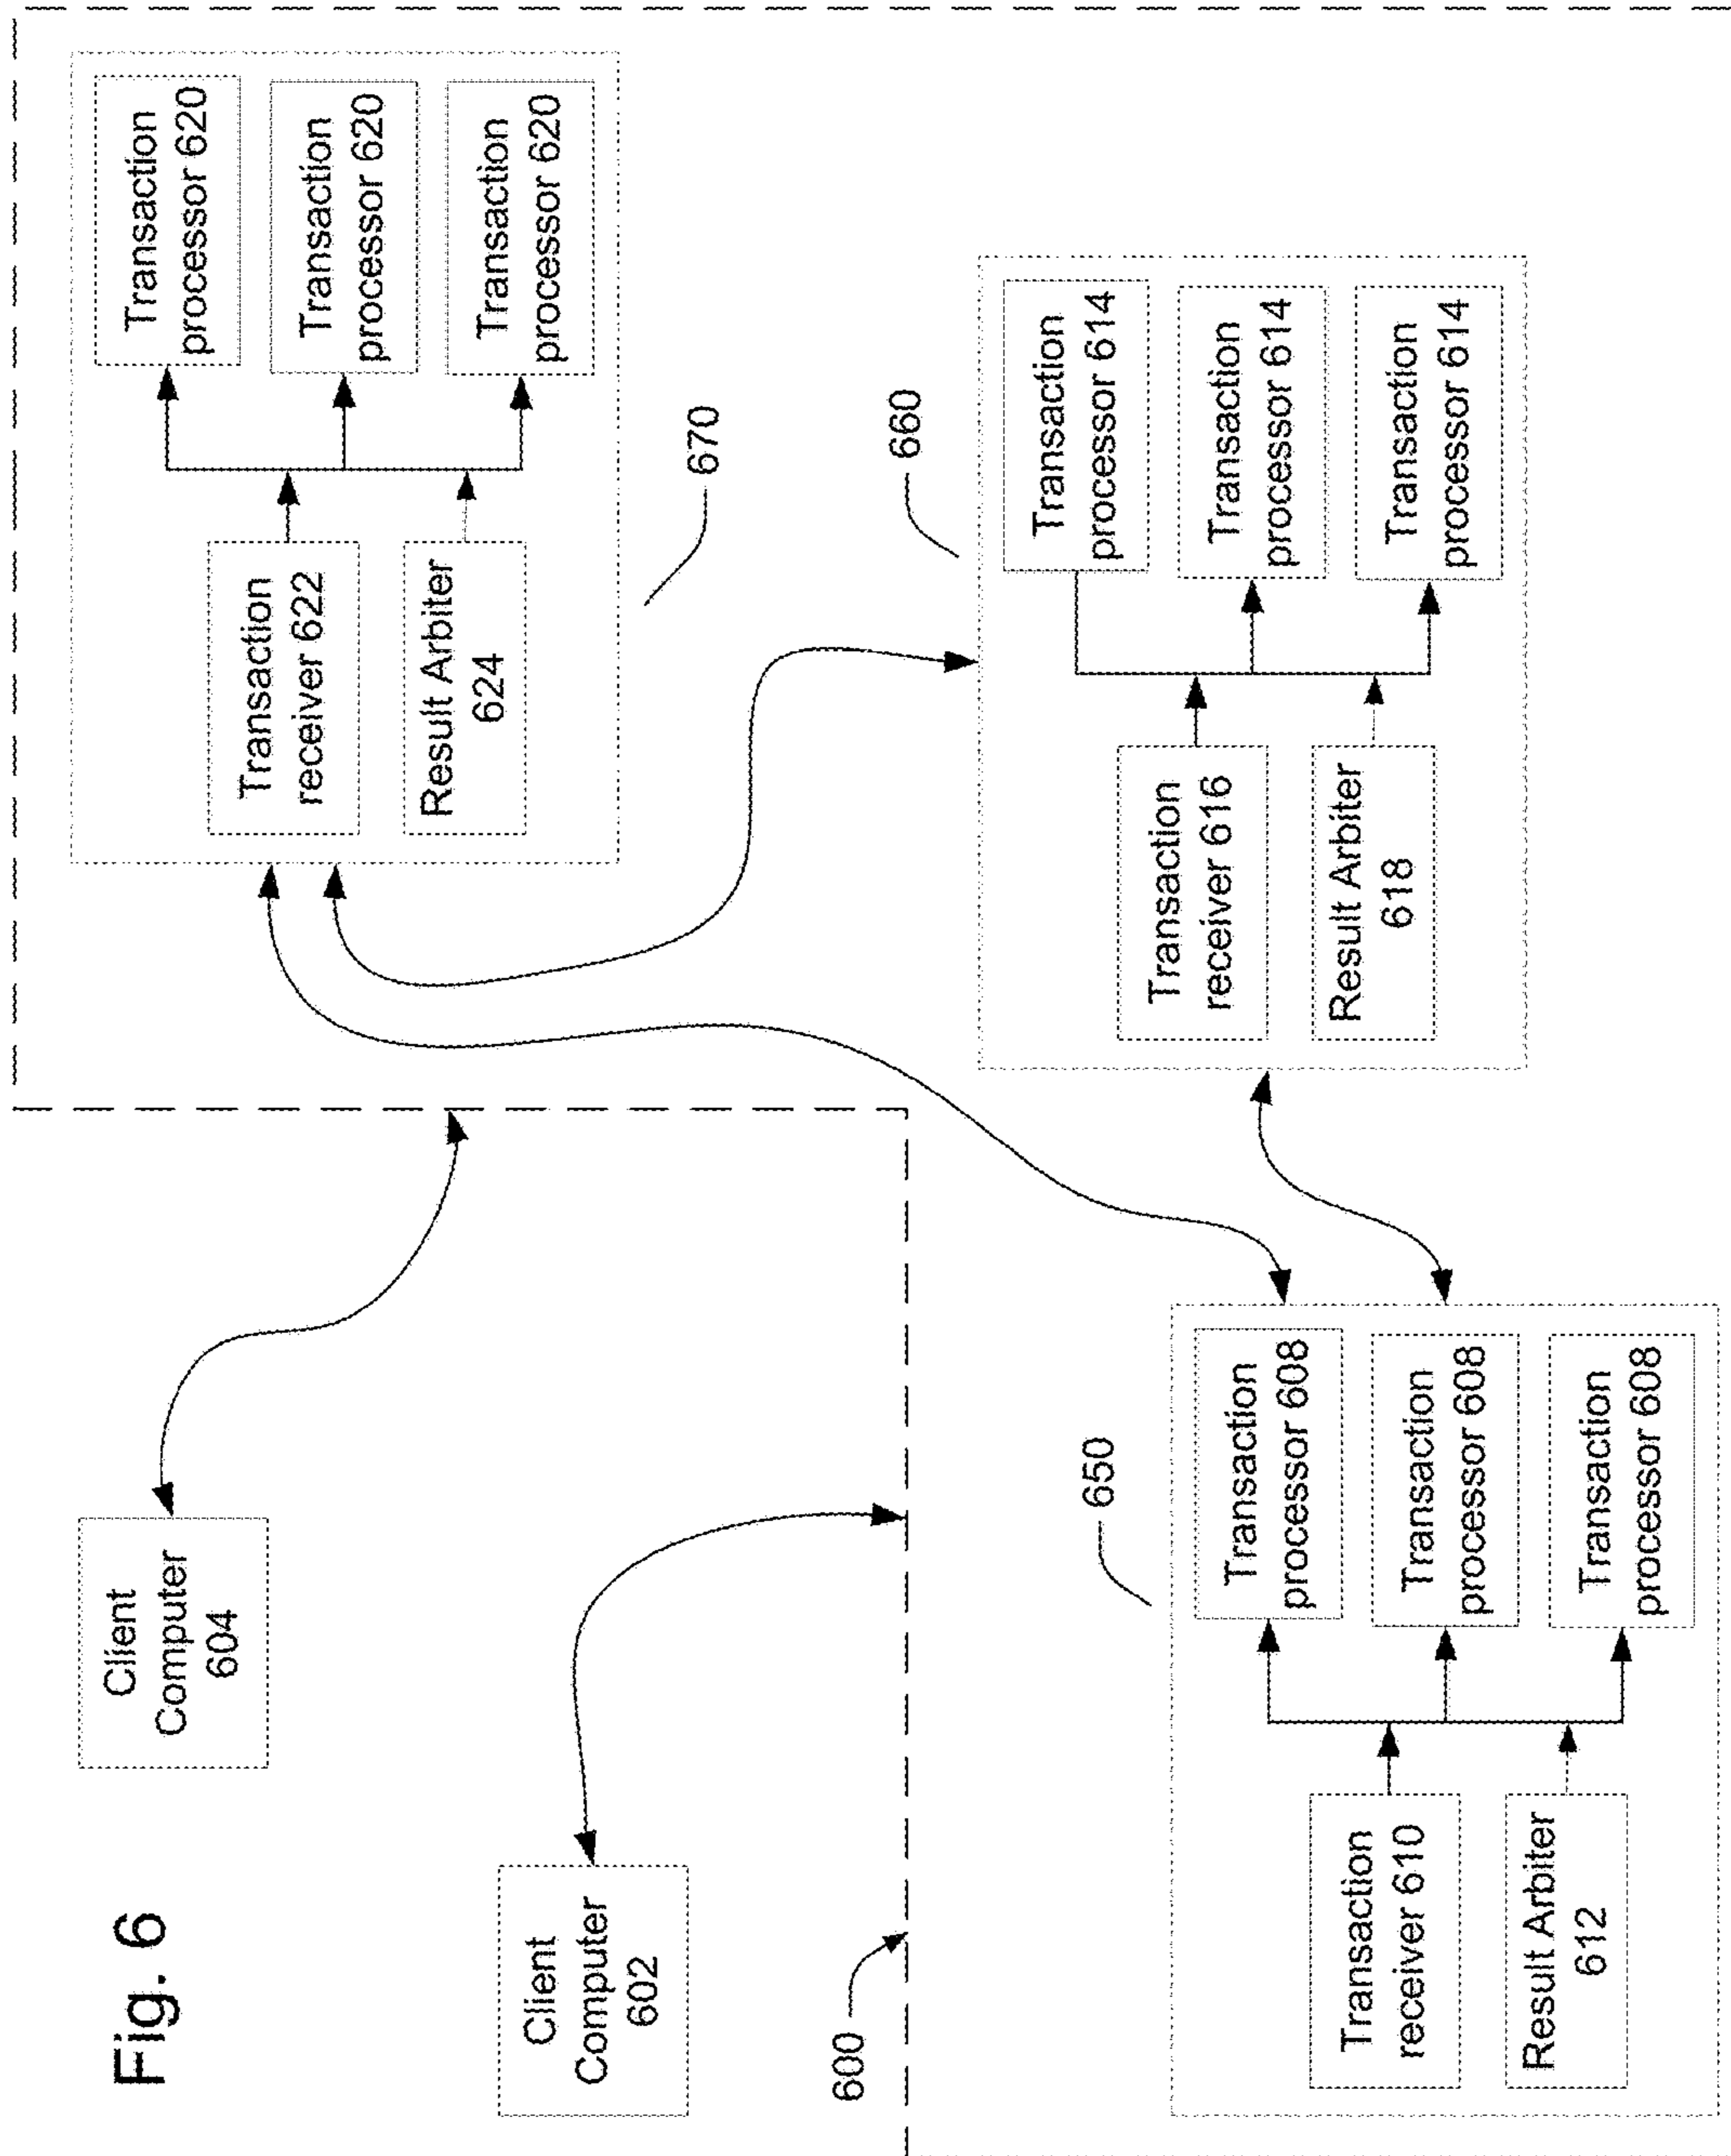 Fig. 6
Client
Computer
604
Client
Computer
602
600
Transaction
receiver 622
Result Arbiter
624
Transaction
processor 620
Transaction
processor 620
Transaction
processor 620
670
660
Transaction
receiver 616
Result Arbiter
618
Transaction
processor 614
Transaction
processor 614
Transaction
processor 614
650
Transaction
receiver 610
Result Arbiter
612
Transaction
processor 608
Transaction
processor 608
Transaction
processor 608